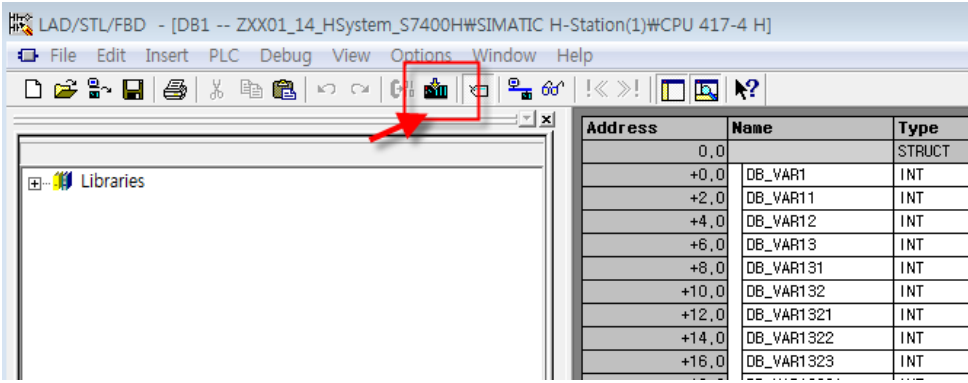 LAD/STL/FBD - [DB1 -- ZXX01_14_HSystem_S7400H₩SIMATIC H-Station(1)₩CPU 417-4 H]
File Edit Insert PLC Debug View Options Window Help
Libraries
Address Name Type
0,0 STRUCT
+0,0 DB_VAR1 INT
+2,0 DB_VAR11 INT
+4,0 DB_VAR12 INT
+6,0 DB_VAR13 INT
+8,0 DB_VAR131 INT
+10,0 DB_VAR132 INT
+12,0 DB_VAR1321 INT
+14,0 DB_VAR1322 INT
+16,0 DB_VAR1323 INT